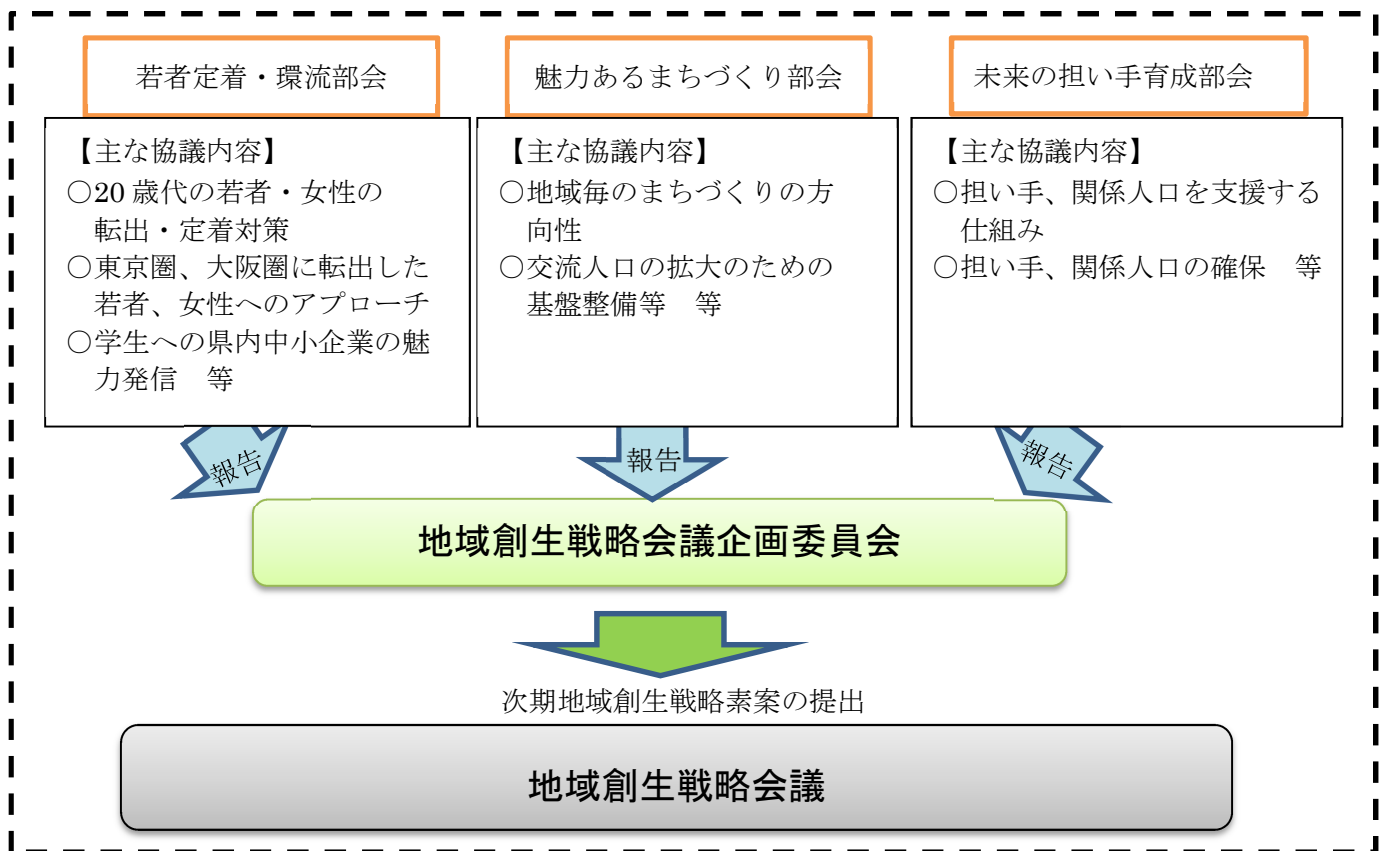 若者定着・環流部会
【主な協議内容】
○20歳代の若者・女性の
転出・定着対策
○東京圏、大阪圏に転出した
若者、女性へのアプローチ
○学生への県内中小企業の魅
力発信　等
魅力あるまちづくり部会
【主な協議内容】
○地域毎のまちづくりの方
向性
○交流人口の拡大のための
基盤整備等　等
未来の担い手育成部会
【主な協議内容】
○担い手、関係人口を支援する
仕組み
○担い手、関係人口の確保　等
報告
報告
報告
地域創生戦略会議企画委員会
次期地域創生戦略素案の提出
地域創生戦略会議